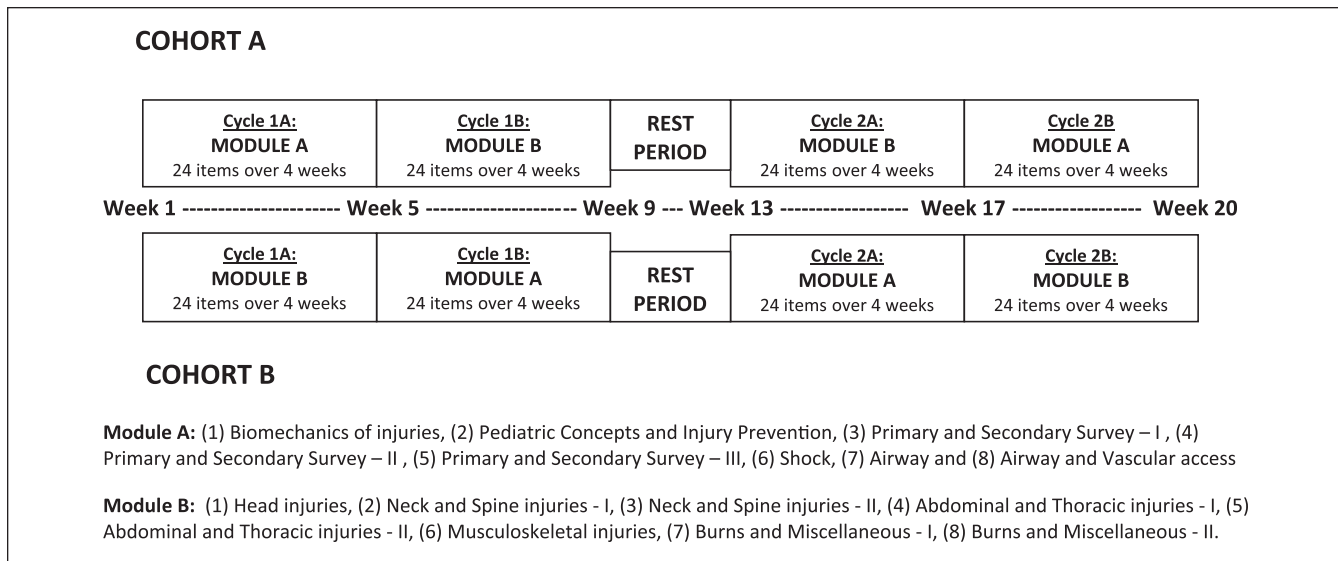 COHORT A
Cycle 1A:
MODULE A
24 items over 4 weeks
Cycle 1B:
MODULE B
24 items over 4 weeks
REST
PERIOD
Cycle 2A:
MODULE B
24 items over 4 weeks
Cycle 2B
MODULE A
24 items over 4 weeks
Week 1 ---------------------- Week 5 --------------------- Week 9 --- Week 13 ------------------ Week 17 ------------------ Week 20
Cycle 1A:
MODULE B
24 items over 4 weeks
Cycle 1B:
MODULE A
24 items over 4 weeks
REST
PERIOD
Cycle 2A:
MODULE A
24 items over 4 weeks
Cycle 2B:
MODULE B
24 items over 4 weeks
COHORT B
Module A: (1) Biomechanics of injuries, (2) Pediatric Concepts and Injury Prevention, (3) Primary and Secondary Survey – I , (4)
Primary and Secondary Survey – II , (5) Primary and Secondary Survey – III, (6) Shock, (7) Airway and (8) Airway and Vascular access
Module B: (1) Head injuries, (2) Neck and Spine injuries - I, (3) Neck and Spine injuries - II, (4) Abdominal and Thoracic injuries - I, (5)
Abdominal and Thoracic injuries - II, (6) Musculoskeletal injuries, (7) Burns and Miscellaneous - I, (8) Burns and Miscellaneous - II.